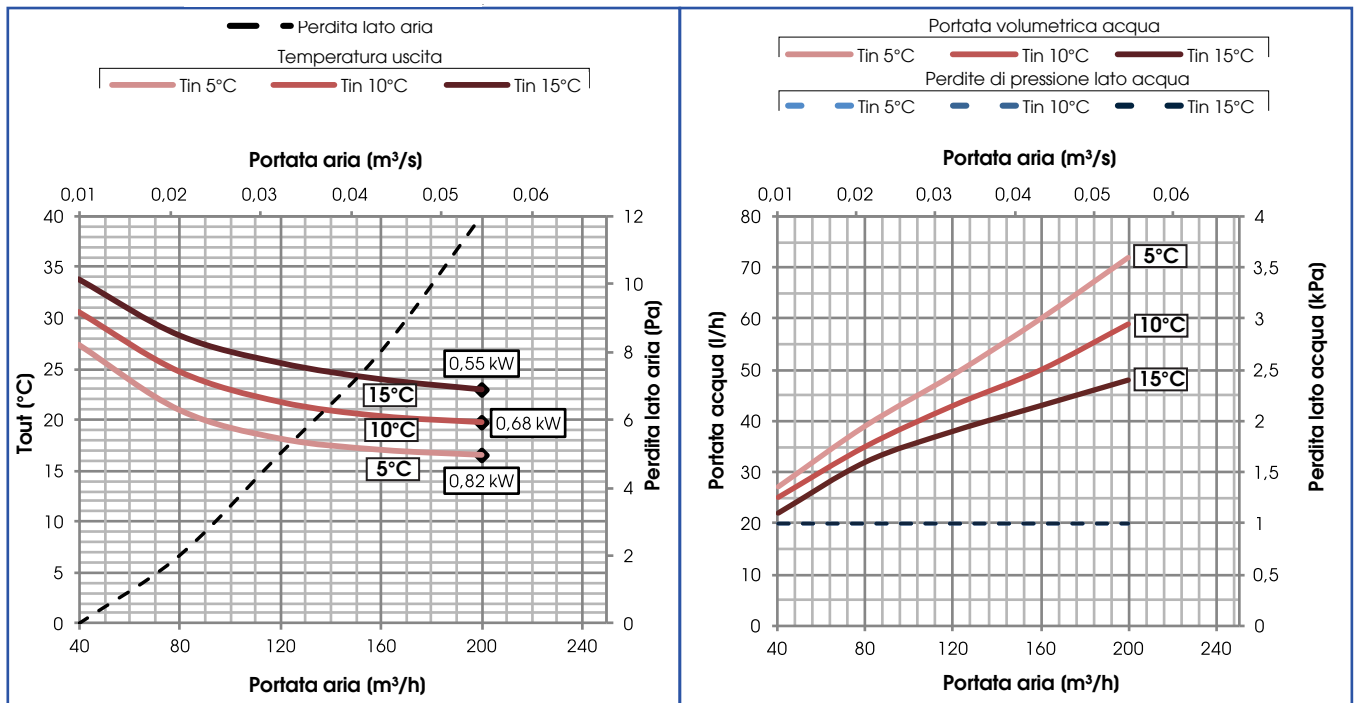 Perdita lato aria
Temperatura uscita
Tin 5°C Tin 10°C Tin 15°C
Portata aria (m³/s)
0,01 0,02 0,03 0,04 0,05 0,06
40
35
30
25
20
15
10
5
0
Tout (°C)
12
10
8
6
4
2
0
Perdita lato aria (Pa)
0,55 kW
15°C
10°C
0,68 kW
5°C
0,82 kW
40 80 120 160 200 240
Portata aria (m³/h)
Portata volumetrica acqua
Tin 5°C Tin 10°C Tin 15°C
Perdite di pressione lato acqua
Tin 5°C Tin 10°C Tin 15°C
Portata aria (m³/s)
0,01 0,02 0,03 0,04 0,05 0,06
80
70
60
50
40
30
20
10
0
Portata acqua (l/h)
4
3,5
3
2,5
2
1,5
1
0,5
0
Perdita lato acqua (kPa)
5°C
10°C
15°C
40 80 120 160 200 240
Portata aria (m³/h)